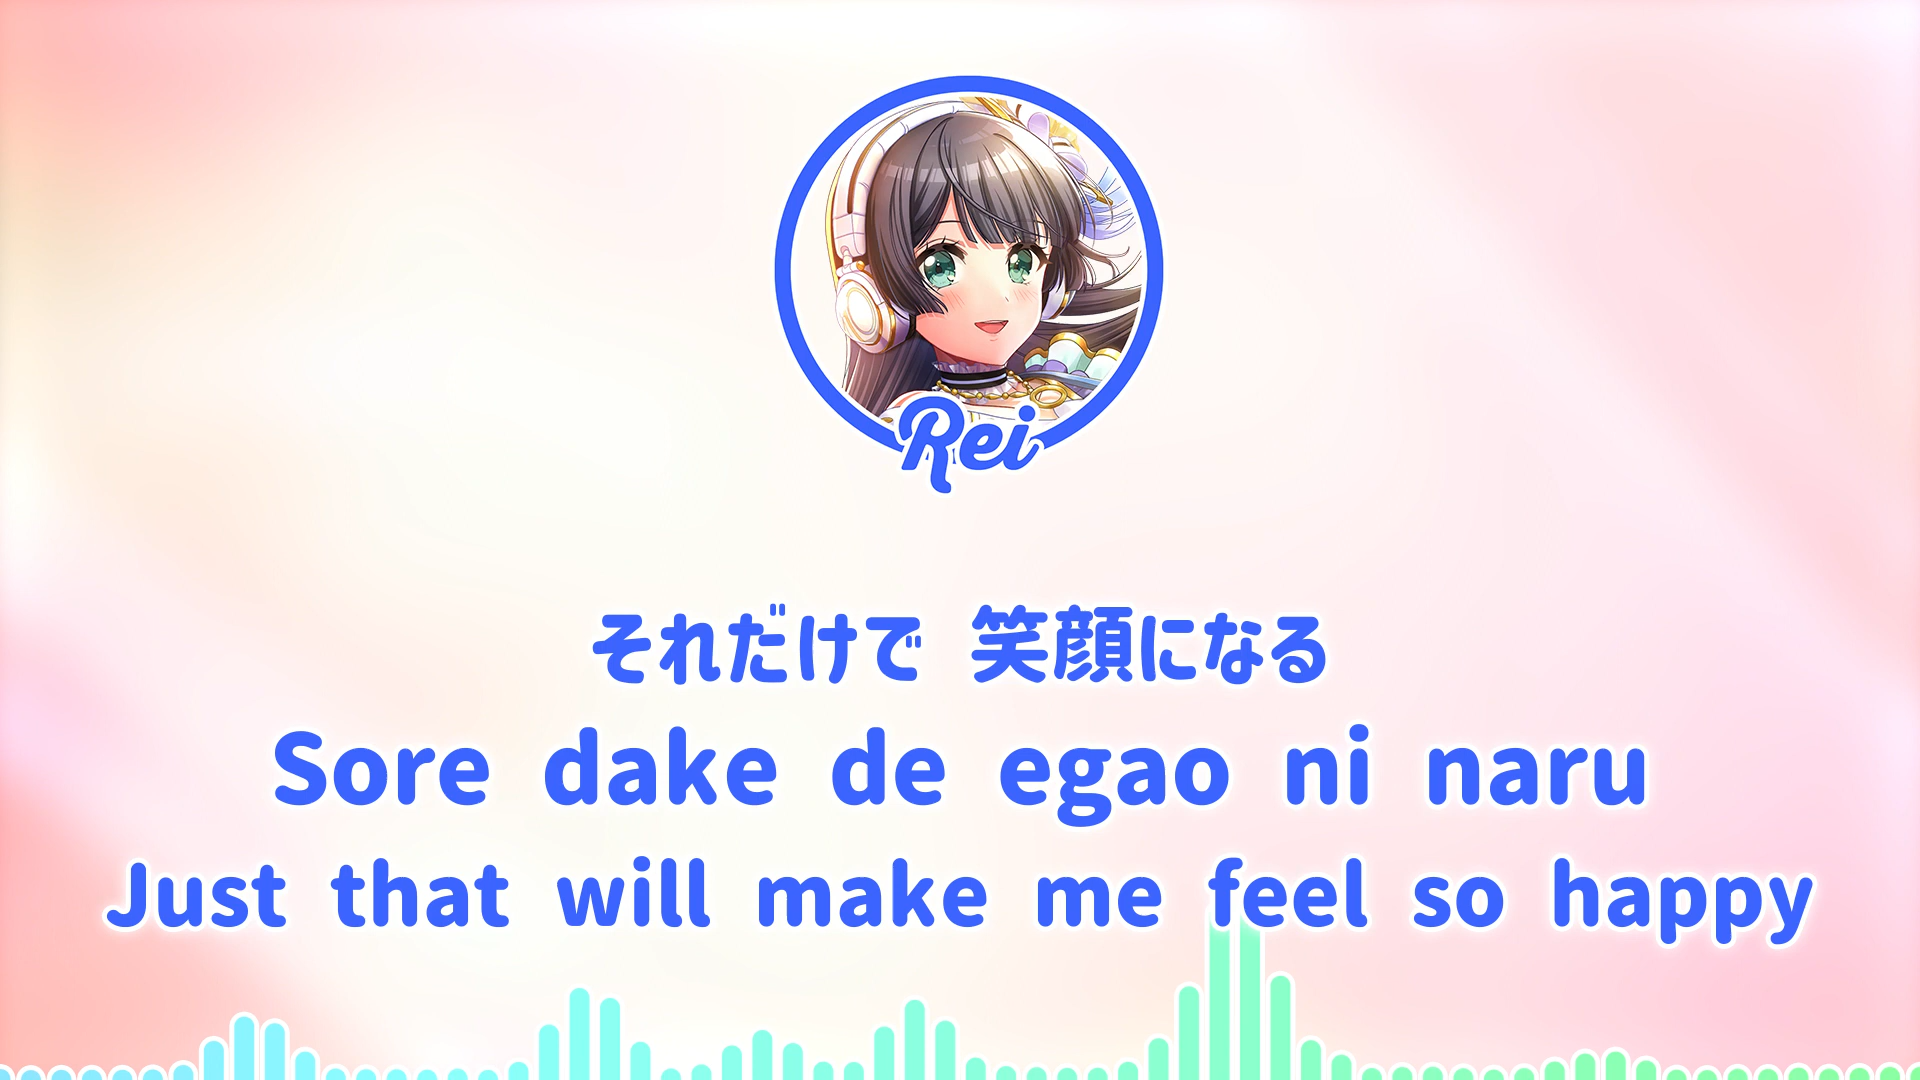 Rei
それだけで 笑顔になる
Sore dake de egao ni naru
Just that will make me feel so happy